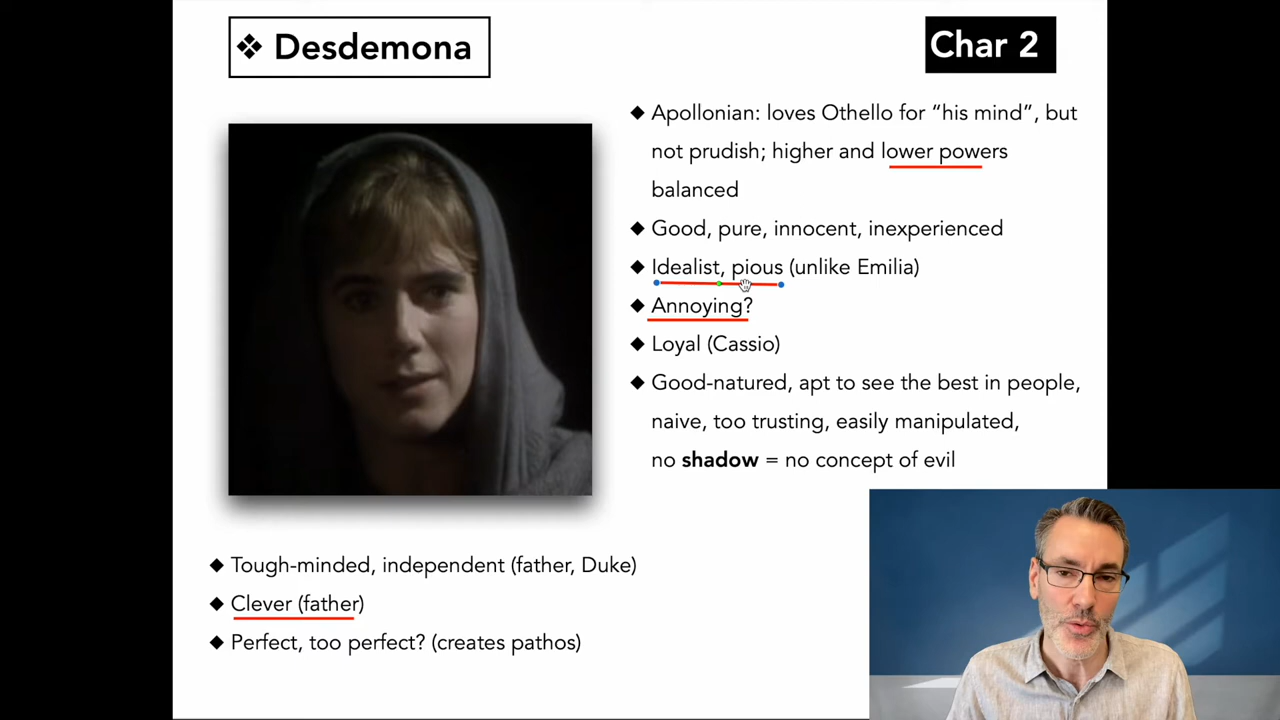 ❖ Desdemona
Char 2
◆ Apollonian: loves Othello for “his mind”, but
not prudish; higher and lower powers
balanced
◆ Good, pure, innocent, inexperienced
◆ Idealist, pious (unlike Emilia)
◆ Annoying?
◆ Loyal (Cassio)
◆ Good-natured, apt to see the best in people,
naive, too trusting, easily manipulated,
no shadow = no concept of evil
◆ Tough-minded, independent (father, Duke)
◆ Clever (father)
◆ Perfect, too perfect? (creates pathos)